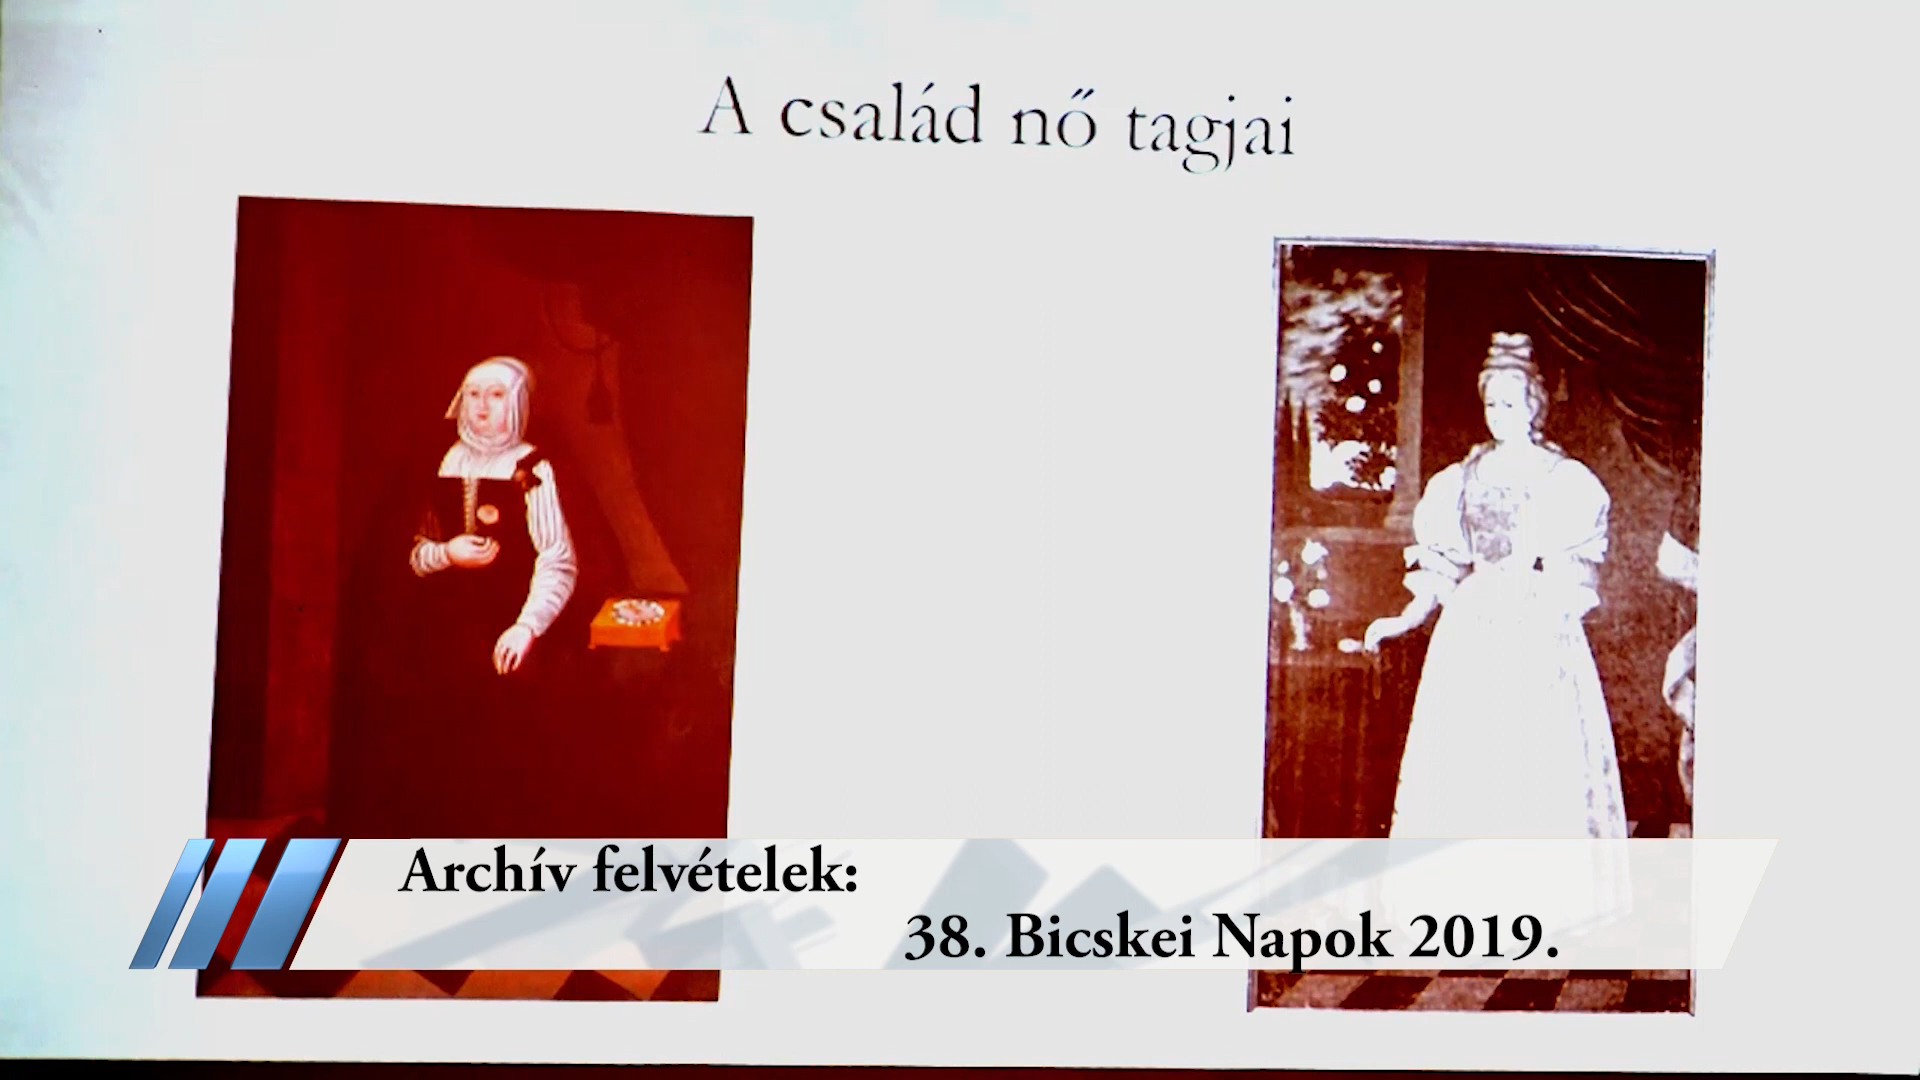 A család nő tagjai
Archív felvételek:
38. Bicskei Napok 2019.